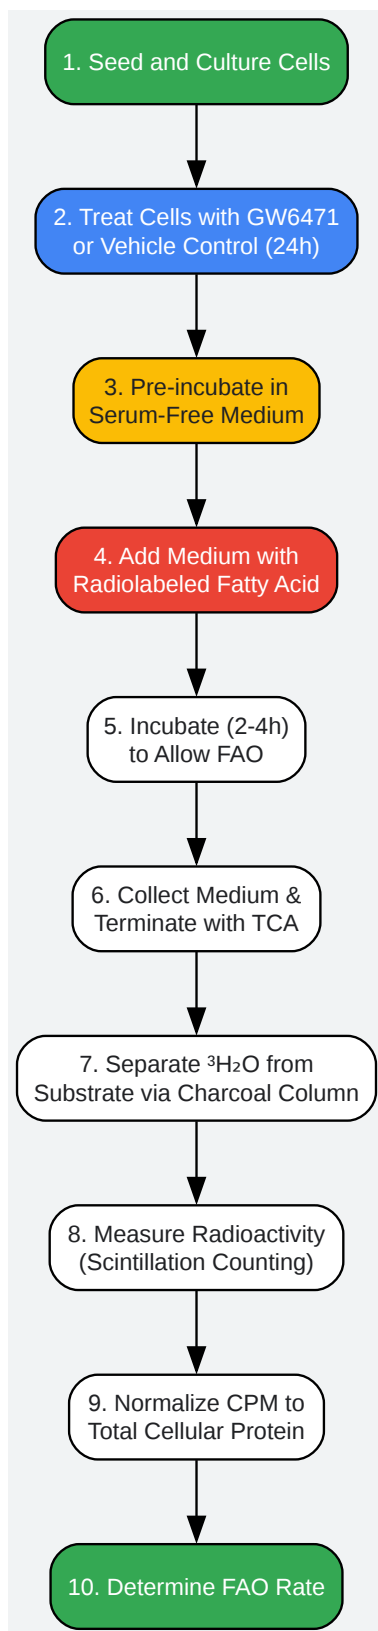 1. Seed and Culture Cells
2. Treat Cells with GW6471
or Vehicle Control (24h)
3. Pre-incubate in
Serum-Free Medium
4. Add Medium with
Radiolabeled Fatty Acid
5. Incubate (2-4h)
to Allow FAO
6. Collect Medium &
Terminate with TCA
7. Separate ³H₂O from
Substrate via Charcoal Column
8. Measure Radioactivity
(Scintillation Counting)
9. Normalize CPM to
Total Cellular Protein
10. Determine FAO Rate